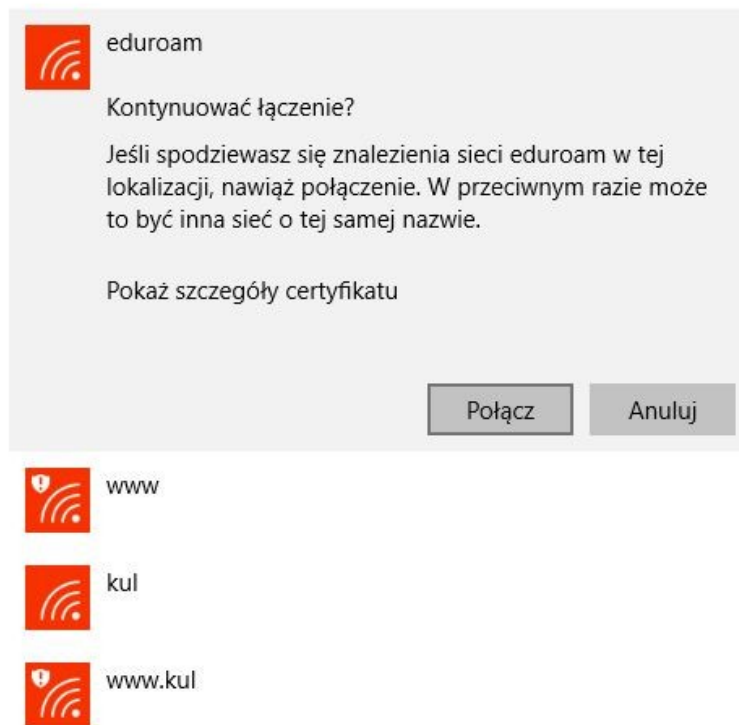 eduroam
Kontynuować łączenie?
Jeśli spodziewasz się znalezienia sieci eduroam w tej
lokalizacji, nawiąż połączenie. W przeciwnym razie może
to być inna sieć o tej samej nazwie.
Pokaż szczegóły certyfikatu
Połącz Anuluj
www
kul
www.kul